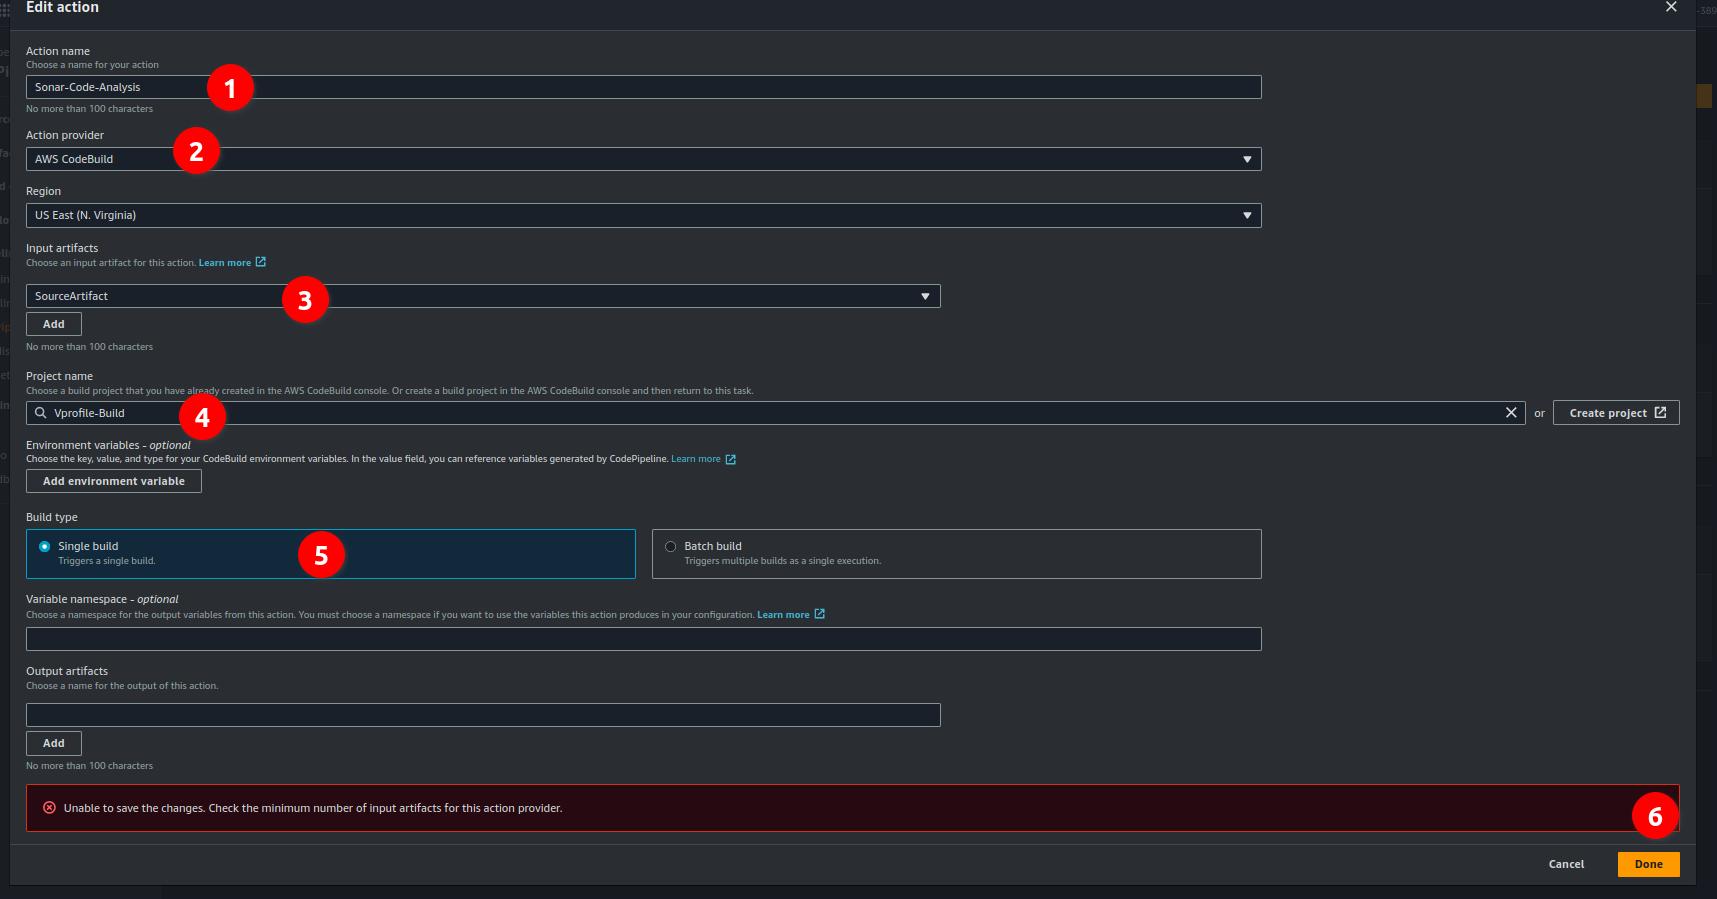 Edit action
-389
Action name
Choose a name for your action
Sonar-Code-Analysis
1
No more than 100 characters
Action provider
2
AWS CodeBuild
Region
US East (N. Virginia)
Input artifacts
Choose an input artifact for this action. Learn more
SourceArtifact
3
Add
No more than 100 characters
Project name
Choose a build project that you have already created in the AWS CodeBuild console. Or create a build project in the AWS CodeBuild console and then return to this task.
Vprofile-Build
4
or
Create project
Environment variables - optional
Choose the key, value, and type for your CodeBuild environment variables. In the value field, you can reference variables generated by CodePipeline. Learn more
Add environment variable
Build type
Single build
Triggers a single build.
5
Batch build
Triggers multiple builds as a single execution.
Variable namespace - optional
Choose a namespace for the output variables from this action. You must choose a namespace if you want to use the variables this action produces in your configuration. Learn more
Output artifacts
Choose a name for the output of this action.
Add
No more than 100 characters
Unable to save the changes. Check the minimum number of input artifacts for this action provider.
6
Cancel
Done